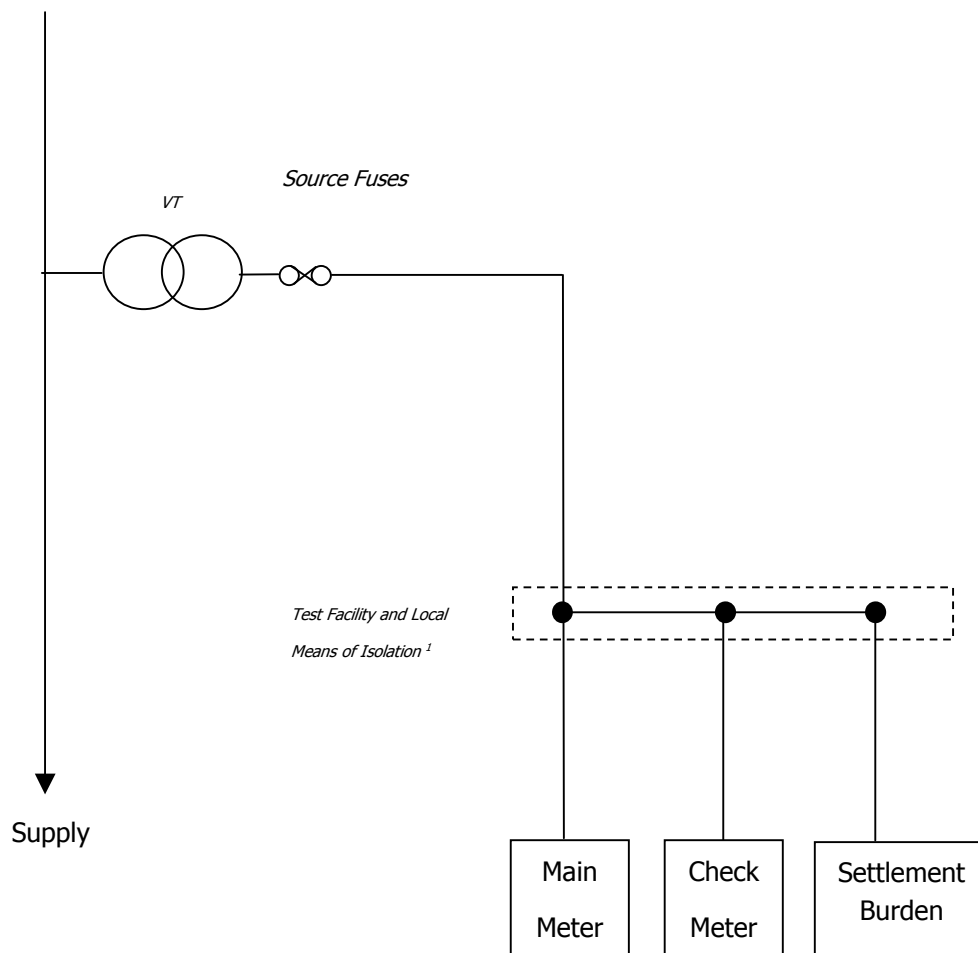 Source Fuses
VT
Test Facility and Local
Means of Isolation 1
Supply
Main
Meter
Check
Meter
Settlement
Burden